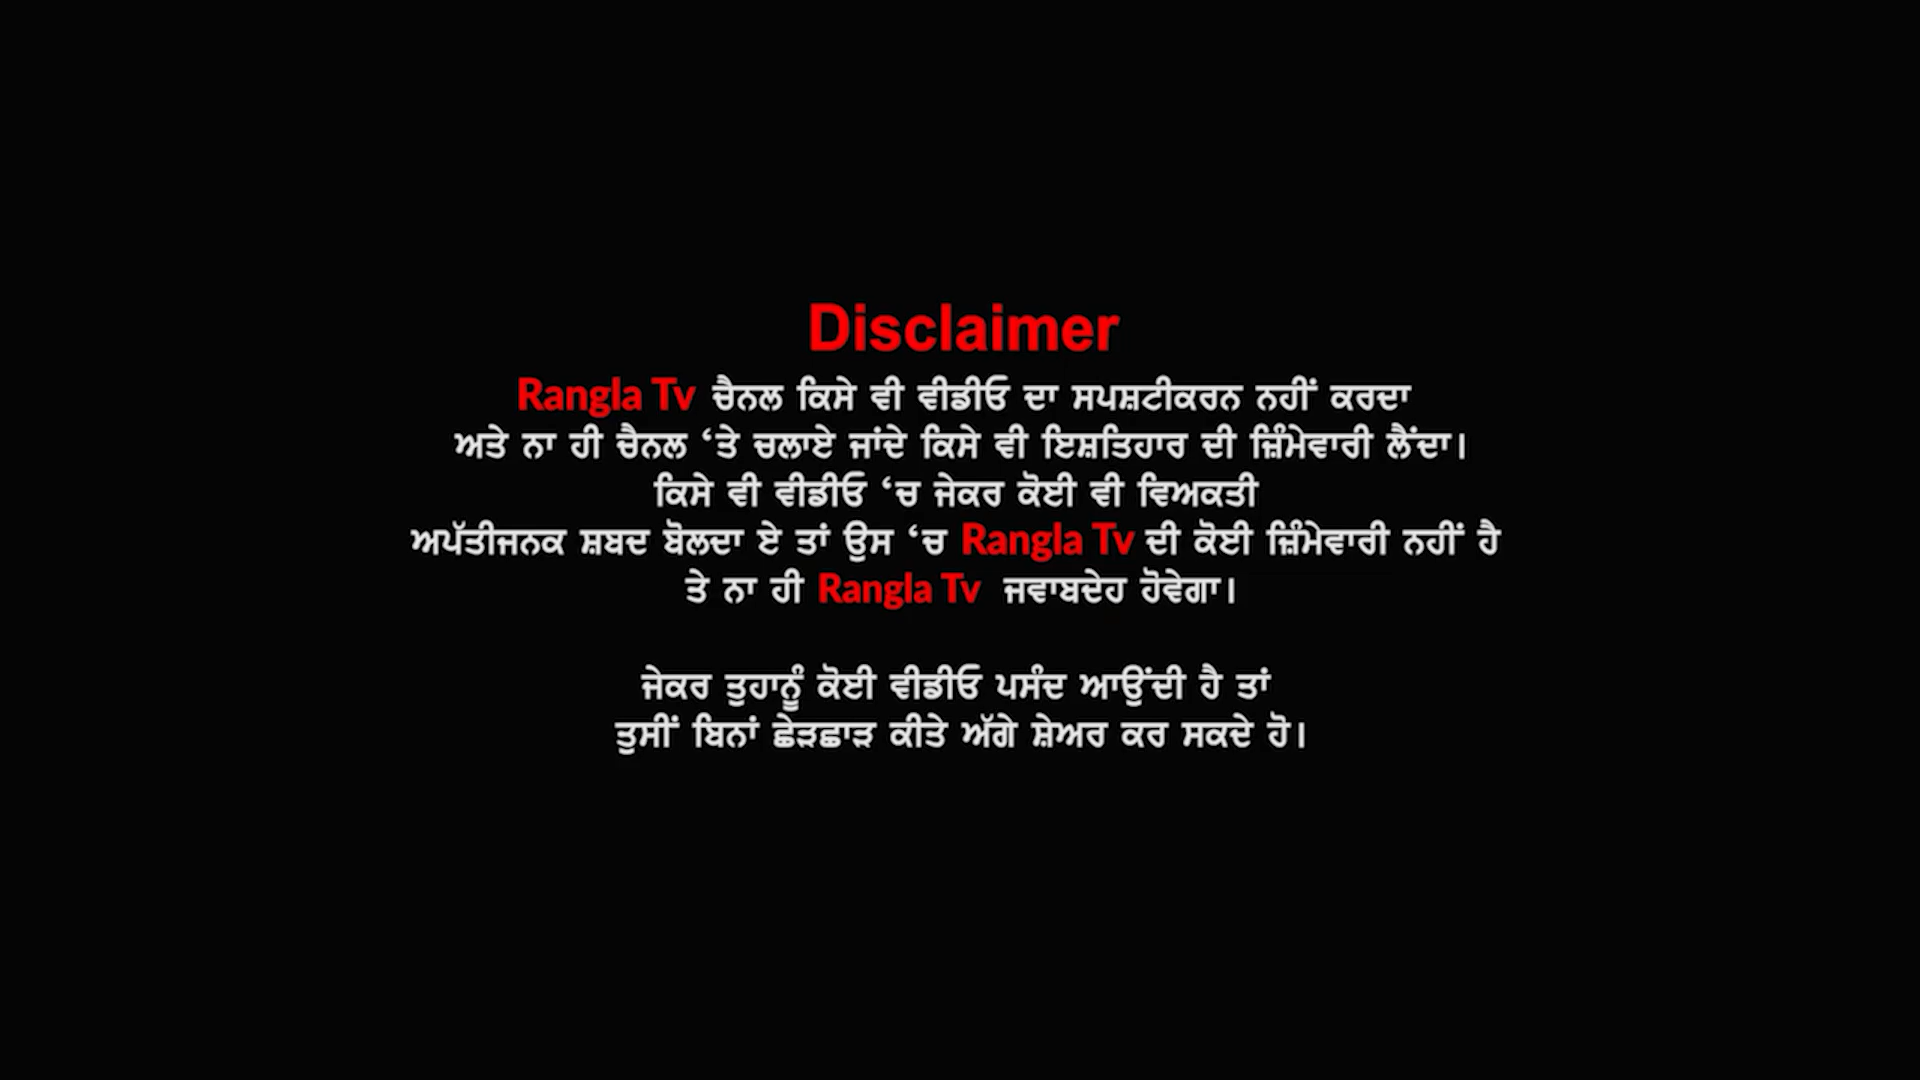 Disclaimer
Rangla Tv ਚੈਨਲ ਕਿਸੇ ਵੀ ਵੀਡੀਓ ਦਾ ਸਪਸ਼ਟੀਕਰਨ ਨਹੀਂ ਕਰਦਾ
ਅਤੇ ਨਾ ਹੀ ਚੈਨਲ ‘ਤੇ ਚਲਾਏ ਜਾਂਦੇ ਕਿਸੇ ਵੀ ਇਸ਼ਤਿਹਾਰ ਦੀ ਜ਼ਿੰਮੇਵਾਰੀ ਲੈਂਦਾ।
ਕਿਸੇ ਵੀ ਵੀਡੀਓ ‘ਚ ਜੇਕਰ ਕੋਈ ਵੀ ਵਿਅਕਤੀ
ਅਪੱਤੀਜਨਕ ਸ਼ਬਦ ਬੋਲਦਾ ਏ ਤਾਂ ਉਸ ‘ਚ Rangla Tv ਦੀ ਕੋਈ ਜ਼ਿੰਮੇਵਾਰੀ ਨਹੀਂ ਹੈ
ਤੇ ਨਾ ਹੀ Rangla Tv ਜਵਾਬਦੇਹ ਹੋਵੇਗਾ।
ਜੇਕਰ ਤੁਹਾਨੂੰ ਕੋਈ ਵੀਡੀਓ ਪਸੰਦ ਆਉਂਦੀ ਹੈ ਤਾਂ
ਤੁਸੀਂ ਬਿਨਾਂ ਛੇੜਛਾੜ ਕੀਤੇ ਅੱਗੇ ਸ਼ੇਅਰ ਕਰ ਸਕਦੇ ਹੋ।